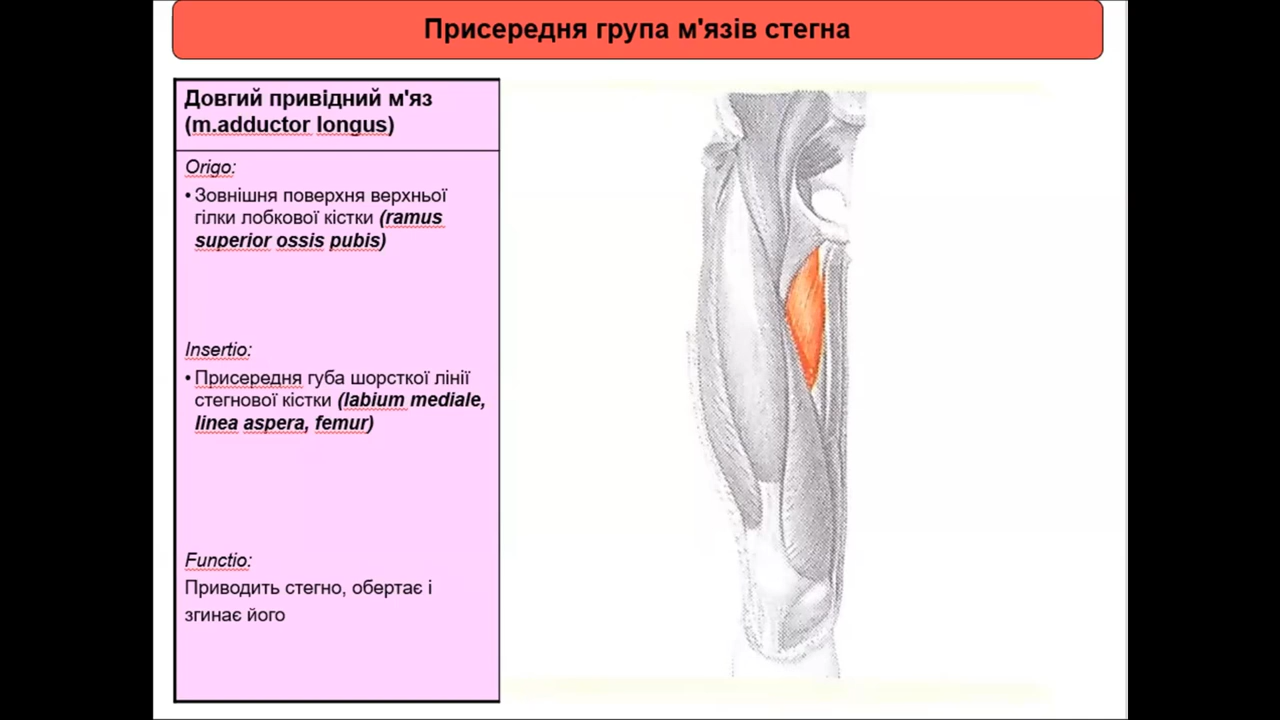 Присередня група м'язів стегна
Довгий привідний м'яз
(m.adductor longus)
Origo:
• Зовнішня поверхня верхньої
гілки лобкової кістки (ramus
superior ossis pubis)
Insertio:
• Присередня губа шорсткої лінії
стегнової кістки (labium mediale,
linea aspera, femur)
Functio:
Приводить стегно, обертає і
згинає його